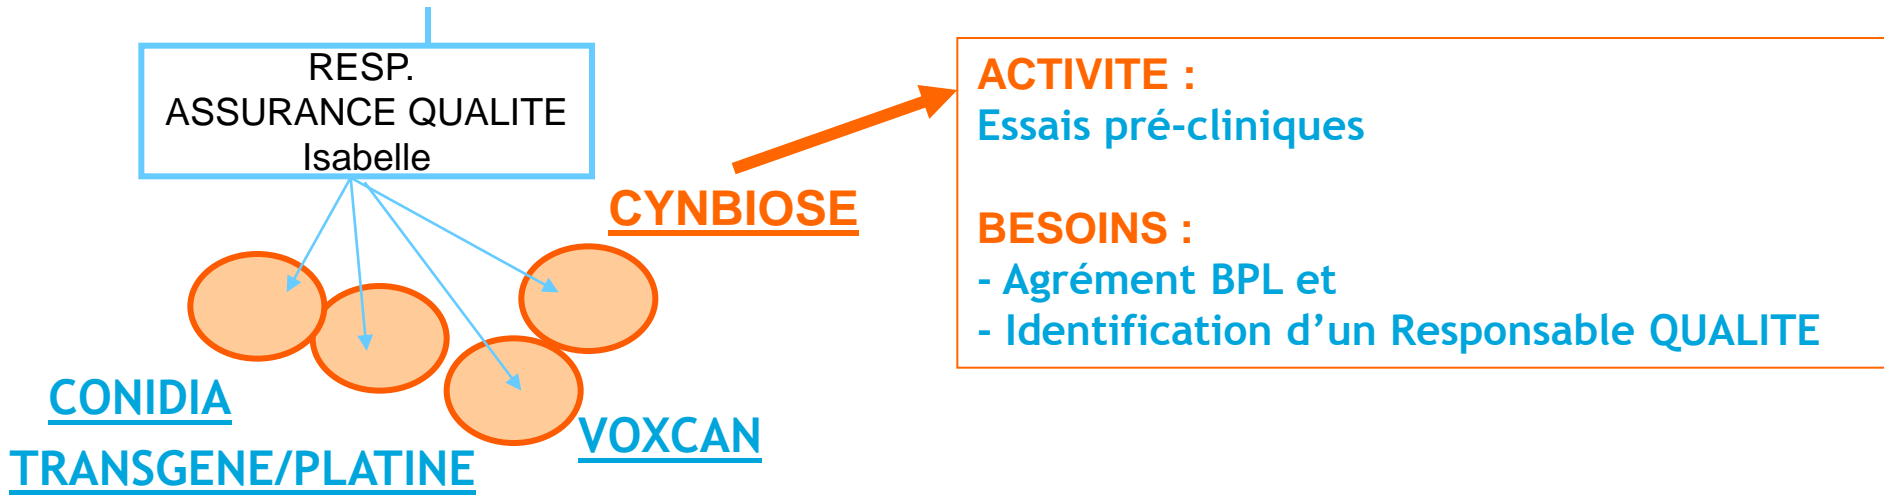 RESP.
ASSURANCE QUALITE
Isabelle
CYNBIOSE
CONIDIA
TRANSGENE/PLATINE
VOXCAN
ACTIVITE :
Essais pré-cliniques
BESOINS :
- Agrément BPL et
- Identification d’un Responsable QUALITE